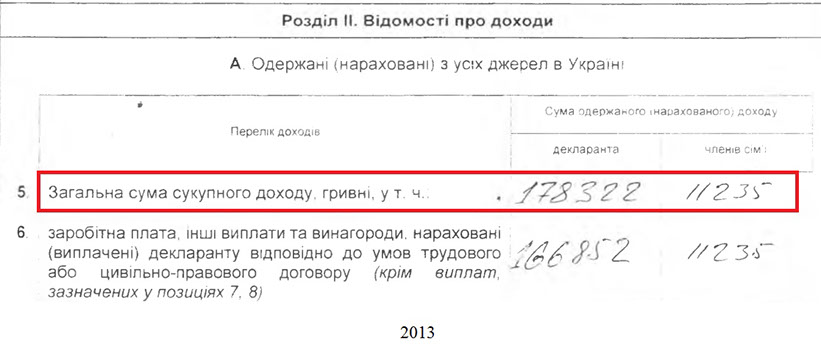 Розділ II. Відомості про доходи
А. Одержані (нараховані) з усіх джерел в Україні
Перелік доходів
Сума одержаного (нарахованого) доходу
декларанта
членів сім'ї
5. Загальна сума сукупного доходу, гривні, у т. ч.: 178322 11235
6. заробітна плата, інші виплати та винагороди, нараховані
(виплачені) декларанту відповідно до умов трудового
або цивільно-правового договору (крім виплат,
зазначених у позиціях 7, 8)
166852 11235
2013